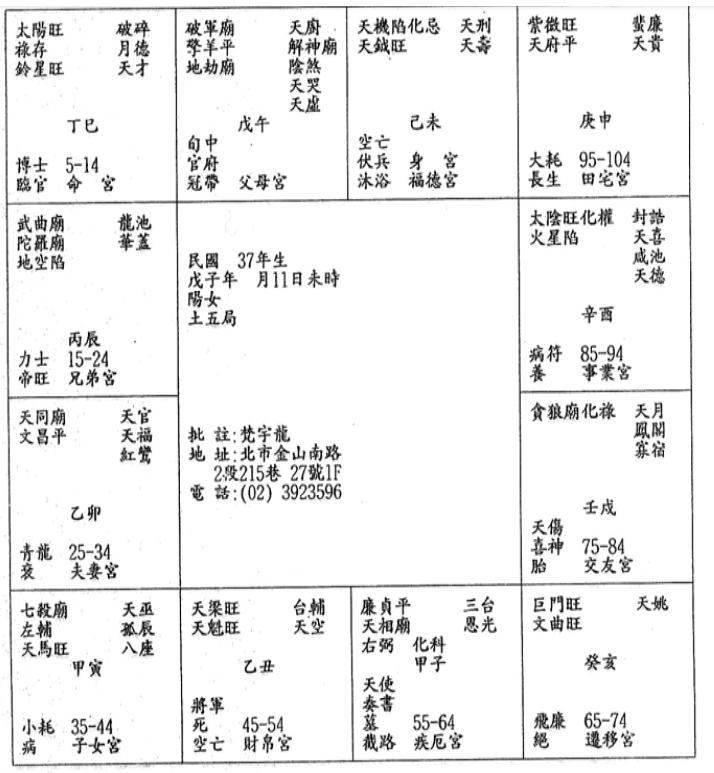 太陽旺 破碎
祿存 月德
鈴星旺 天才
丁巳
博士 5-14
臨官 命 宮
破軍廟 天廚
擎羊平 解神廟
地劫廟 陰煞
天哭
天虛
戊午
旬中
官府
冠帶 父母宮
天機陷化忌 天刑
天鉞旺 天壽
己未
空亡
伏兵 身 宮
沐浴 福德宮
紫微旺 蜚廉
天府平 天貴
庚申
大耗 95-104
長生 田宅宮
武曲廟 龍池
陀羅廟 華蓋
地空陷
丙辰
力士 15-24
帝旺 兄弟宮
民國 37年生
戊子年 月11日未時
陽女
土五局
批 註:梵宇龍
地 址:北市金山南路
2段215巷 27號1F
電 話:(02) 3923596
太陰旺化權 封誥
火星陷 天喜
咸池
天德
辛酉
病符 85-94
養 事業宮
天同廟 天官
文昌平 天福
紅鸞
乙卯
青龍 25-34
衰 夫妻宮
貪狼廟化祿 天月
鳳閣
寡宿
壬戌
天傷
喜神 75-84
胎 交友宮
七殺廟 天巫
左輔 孤辰
天馬旺 八座
甲寅
小耗 35-44
病 子女宮
天梁旺 台輔
天魁旺 天空
乙丑
將軍
死 45-54
空亡 財帛宮
廉貞平 三台
天相廟 恩光
右弼 化科
甲子
天使
奏書
墓 55-64
截路 疾厄宮
巨門旺 天姚
文曲旺
癸亥
飛廉 65-74
絕 遷移宮